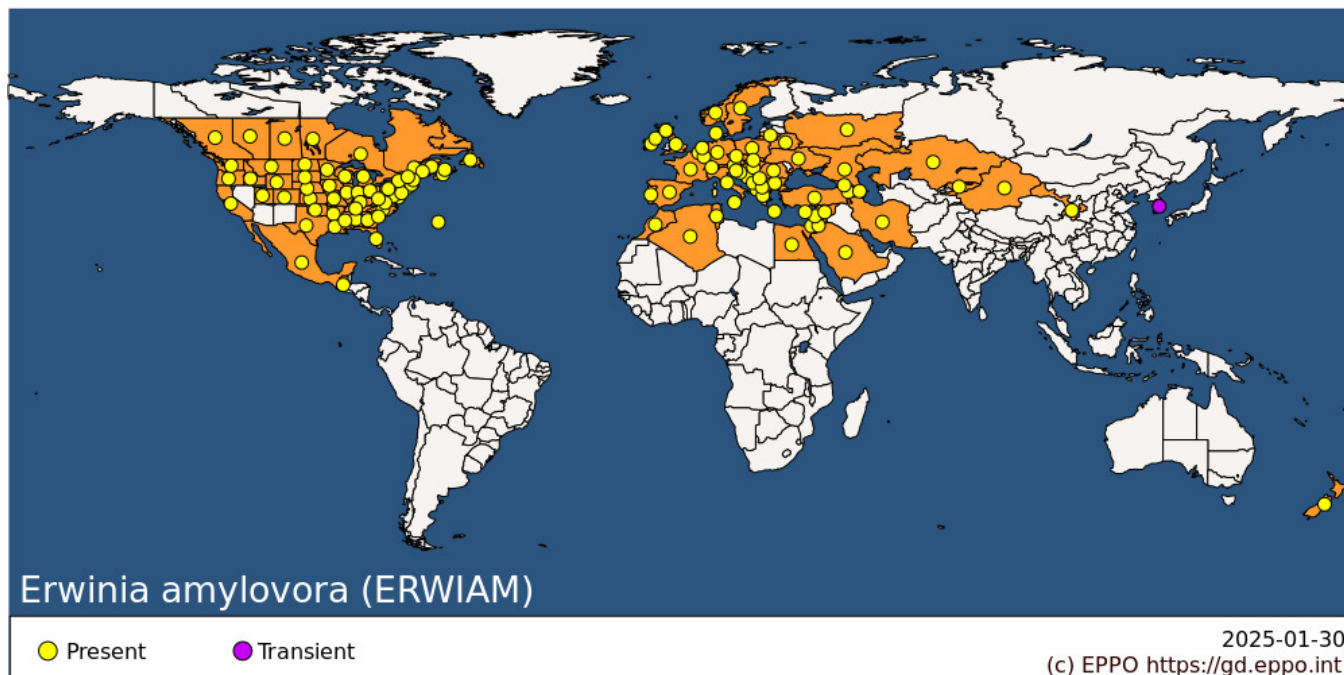 Erwinia amylovora (ERWIAM)
Present
Transient
2025-01-30
(c) EPPO https://gd.eppo.int